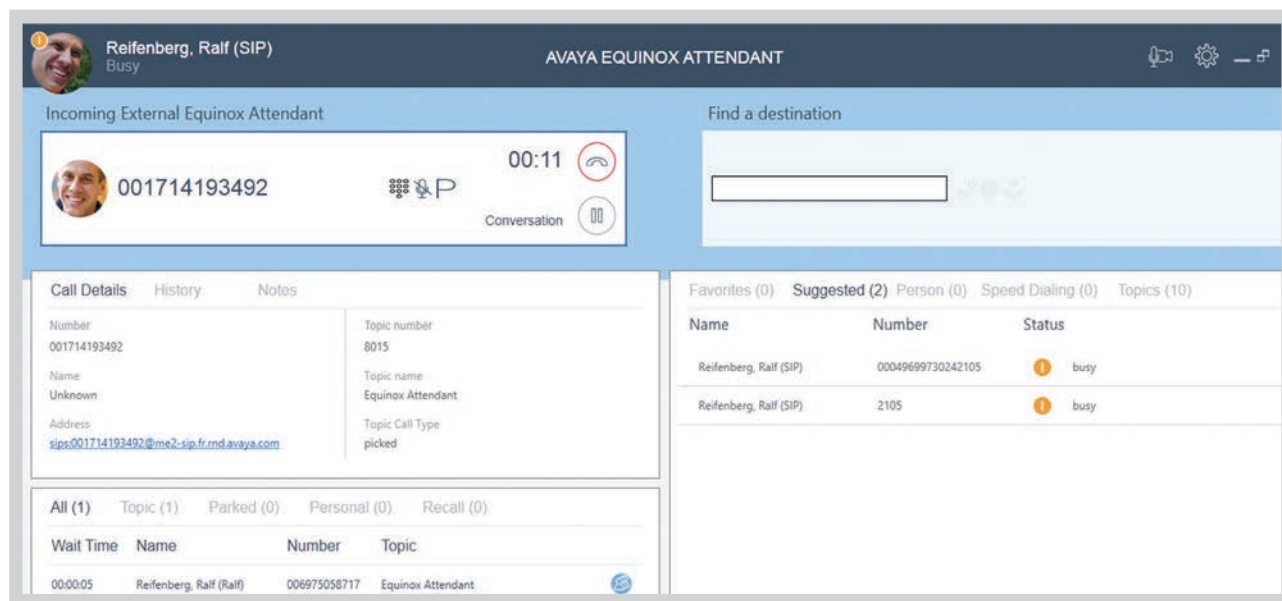 Reifenberg, Ralf (SIP)
Busy
AVAYA EQUINOX ATTENDANT
Incoming External Equinox Attendant
001714193492
00:11
Conversation
Find a destination
Call Details History Notes
Number
001714193492
Name
Unknown
Address
sips:001714193492@me2-sip.fr.rnd.avaya.com
Topic number
8015
Topic name
Equinox Attendant
Topic Call Type
picked
Favorites (0) Suggested (2) Person (0) Speed Dialing (0) Topics (10)
Name Number Status
Reifenberg, Ralf (SIP) 00049699730242105 busy
Reifenberg, Ralf (SIP) 2105 busy
All (1) Topic (1) Parked (0) Personal (0) Recall (0)
Wait Time Name Number Topic
00:00:05 Reifenberg, Ralf (Ralf) 006975058717 Equinox Attendant